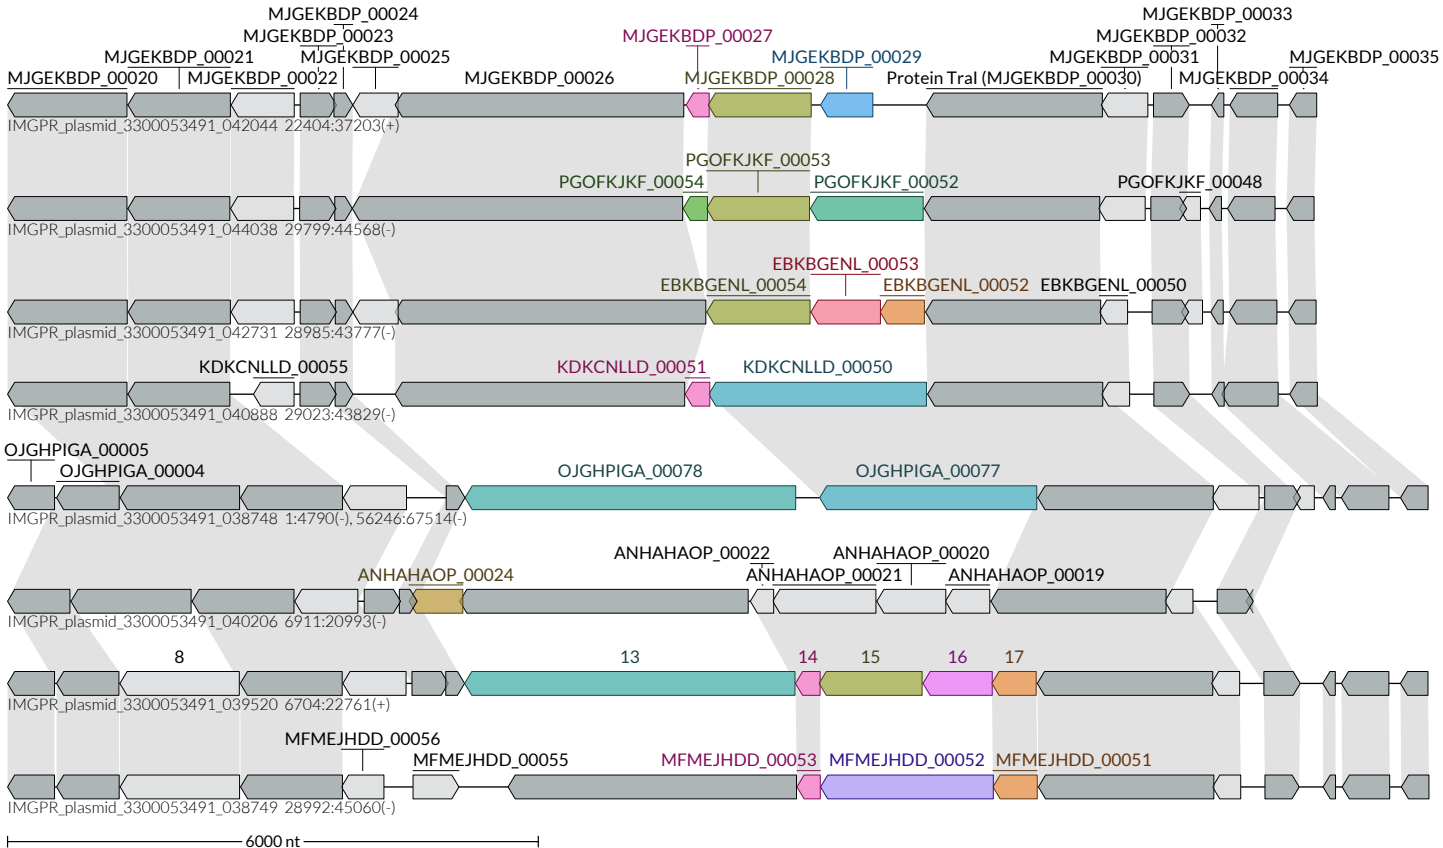 MJGEKBDP_00024
MJGEKBDP_00033
MJGEKBDP_00023
MJGEKBDP_00027
MJGEKBDP_00032
MJGEKBDP_00021
MJGEKBDP_00025
MJGEKBDP_00029
MJGEKBDP_00031
MJGEKBDP_00035
MJGEKBDP_00020
MJGEKBDP_00022
MJGEKBDP_00026
MJGEKBDP_00028
Protein TraI (MJGEKBDP_00030)
MJGEKBDP_00034
IMGPR_plasmid_3300053491_042044 22404:37203(+)
PGOFKJKF_00053
PGOFKJKF_00054
PGOFKJKF_00052
PGOFKJKF_00048
IMGPR_plasmid_3300053491_044038 29799:44568(-)
EBKBGENL_00053
EBKBGENL_00054
EBKBGENL_00052
EBKBGENL_00050
IMGPR_plasmid_3300053491_042731 28985:43777(-)
KDKCNLLD_00055
KDKCNLLD_00051
KDKCNLLD_00050
IMGPR_plasmid_3300053491_040888 29023:43829(-)
OJGHPIGA_00005
OJGHPIGA_00004
OJGHPIGA_00078
OJGHPIGA_00077
IMGPR_plasmid_3300053491_038748 1:4790(-), 56246:67514(-)
ANHAHAOP_00022
ANHAHAOP_00020
ANHAHAOP_00024
ANHAHAOP_00021
ANHAHAOP_00019
IMGPR_plasmid_3300053491_040206 6911:20993(-)
8
13
14
15
16
17
IMGPR_plasmid_3300053491_039520 6704:22761(+)
MFMEJHDD_00056
MFMEJHDD_00055
MFMEJHDD_00053
MFMEJHDD_00052
MFMEJHDD_00051
IMGPR_plasmid_3300053491_038749 28992:45060(-)
6000 nt